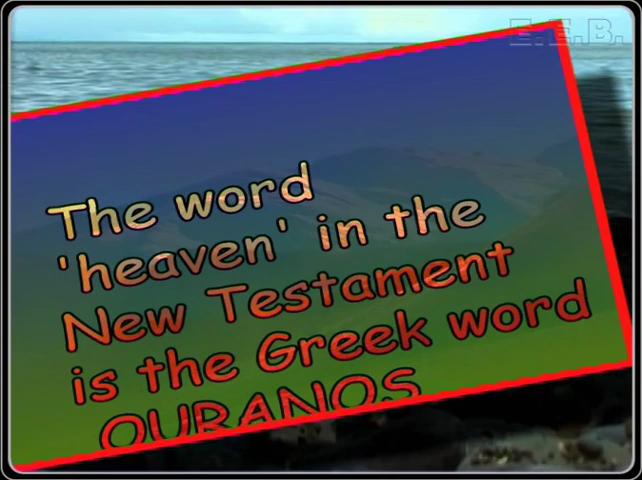 E.E.B.
The word
'heaven' in the
New Testament
is the Greek word
OURANOS